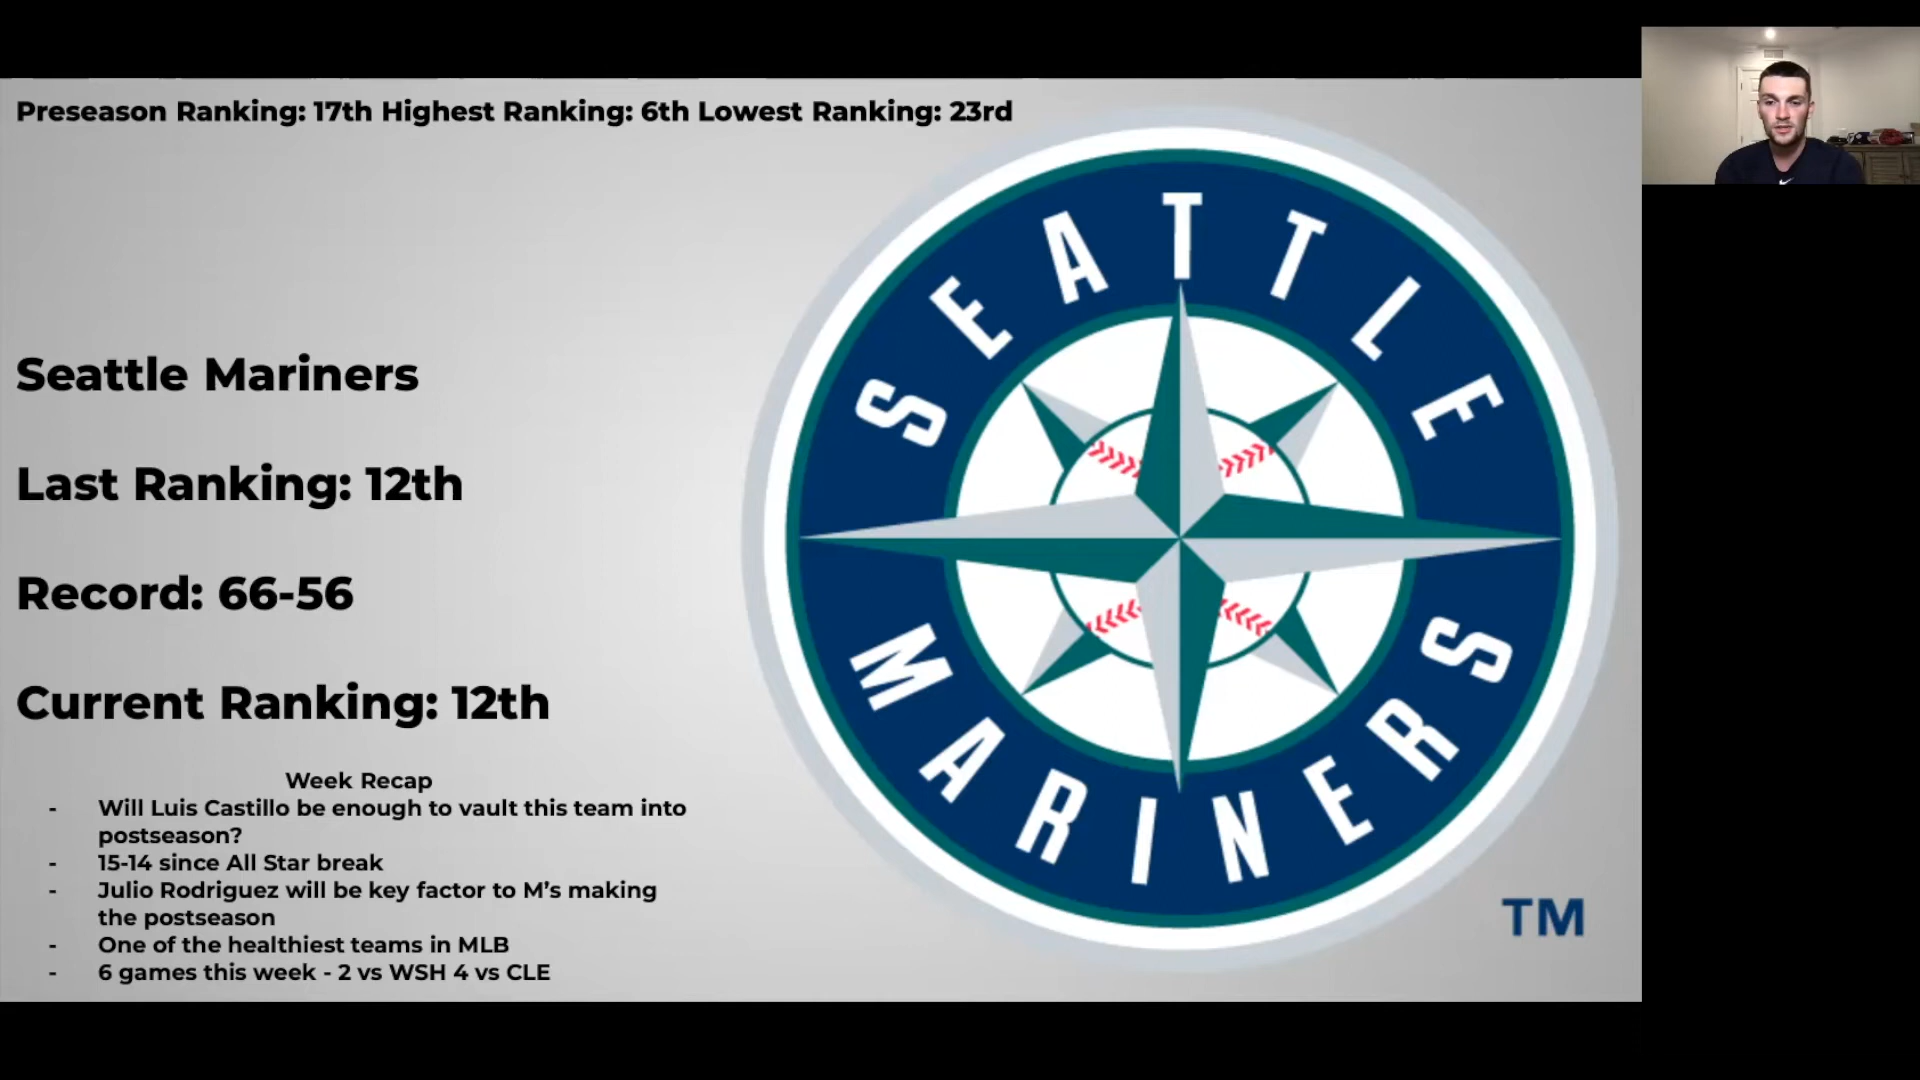 Preseason Ranking: 17th Highest Ranking: 6th Lowest Ranking: 23rd
Seattle Mariners
Last Ranking: 12th
Record: 66-56
Current Ranking: 12th
Week Recap
- Will Luis Castillo be enough to vault this team into
postseason?
- 15-14 since All Star break
- Julio Rodriguez will be key factor to M’s making
the postseason
- One of the healthiest teams in MLB
- 6 games this week - 2 vs WSH 4 vs CLE
SEATTLE
MARINERS
TM